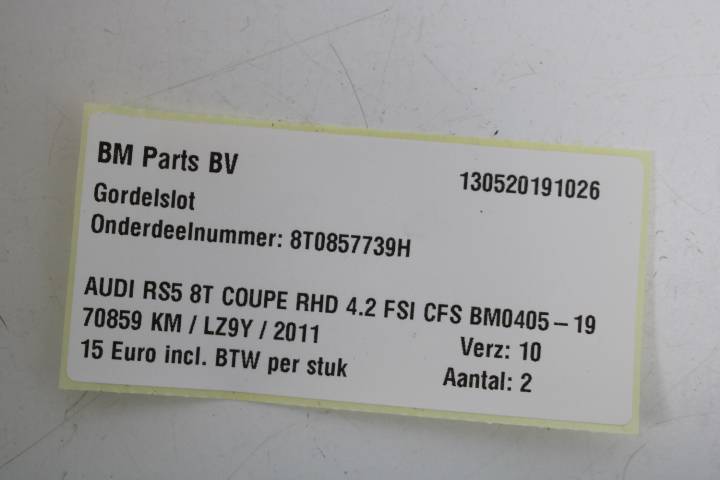 BM Parts BV 130520191026
Gordelslot
Onderdeelnummer: 8T0857739H
AUDI RS5 8T COUPE RHD 4.2 FSI CFS BM0405-19
70859 KM / LZ9Y / 2011 Verz: 10
15 Euro incl. BTW per stuk Aantal: 2